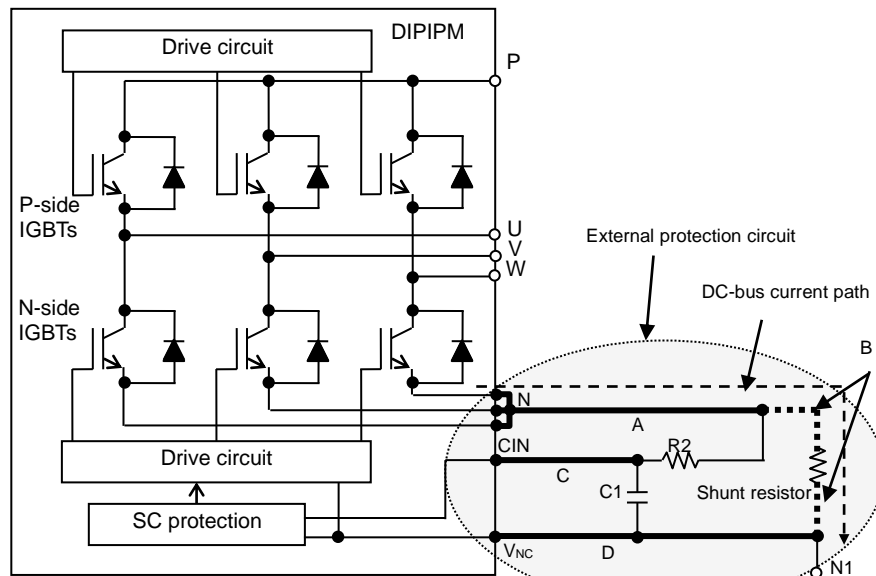 DIPIPM
Drive circuit
P
P-side
IGBTs
U
V
W
External protection circuit
DC-bus current path
N-side
IGBTs
B
N
A
CIN
Drive circuit
R2
C
C1
Shunt resistor
SC protection
VNC
D
N1